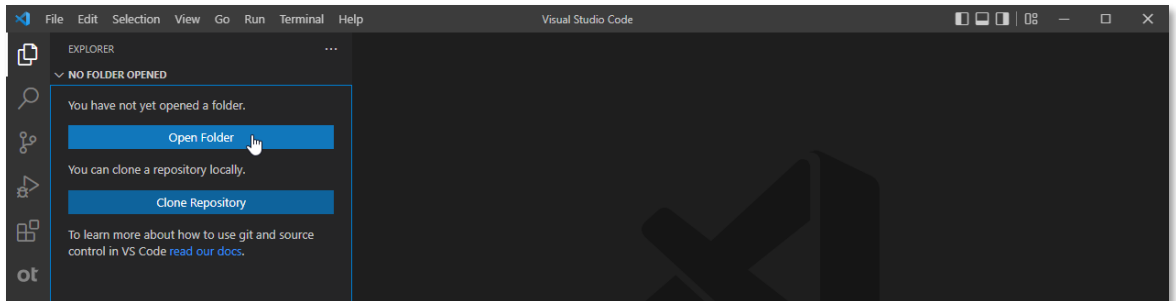 File Edit Selection View Go Run Terminal Help Visual Studio Code
EXPLORER ...
NO FOLDER OPENED
You have not yet opened a folder.
Open Folder
You can clone a repository locally.
Clone Repository
To learn more about how to use git and source
control in VS Code read our docs.
ot